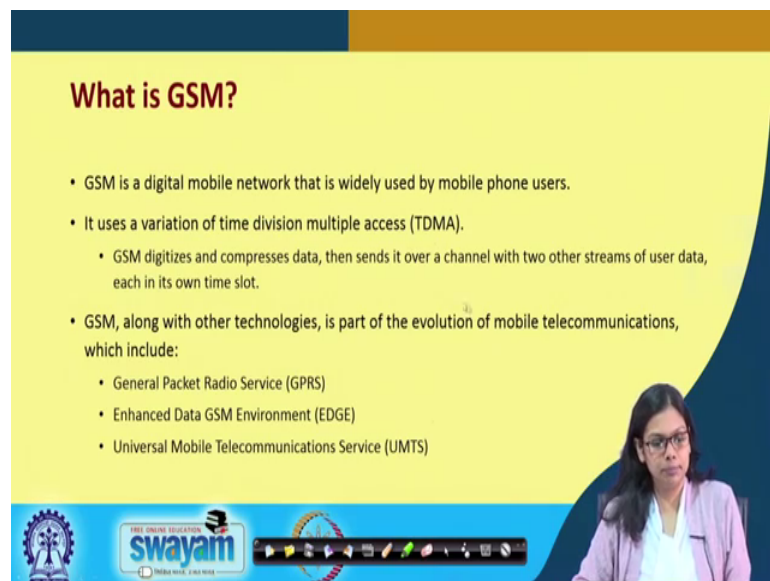 What is GSM?
• GSM is a digital mobile network that is widely used by mobile phone users.
• It uses a variation of time division multiple access (TDMA).
• GSM digitizes and compresses data, then sends it over a channel with two other streams of user data,
each in its own time slot.
• GSM, along with other technologies, is part of the evolution of mobile telecommunications,
which include:
• General Packet Radio Service (GPRS)
• Enhanced Data GSM Environment (EDGE)
• Universal Mobile Telecommunications Service (UMTS)
FREE ONLINE EDUCATION
swayam